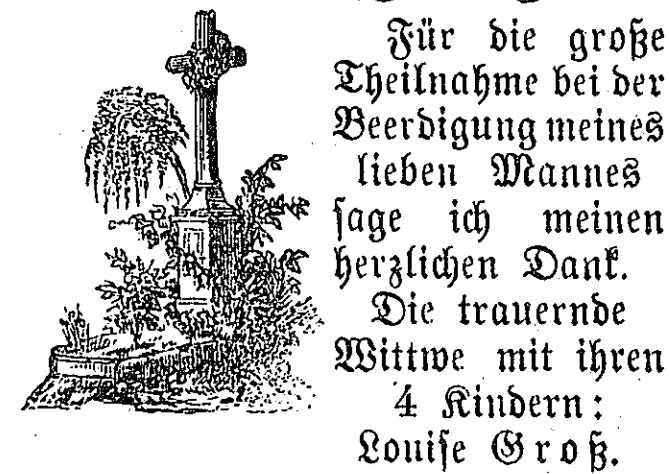 Für die große
Theilnahme bei der
Beerdigung meines
lieben Mannes
sage ich meinen
herzlichen Dank.
Die trauernde
Wittwe mit ihren
4 Kindern:
Louise Groß.